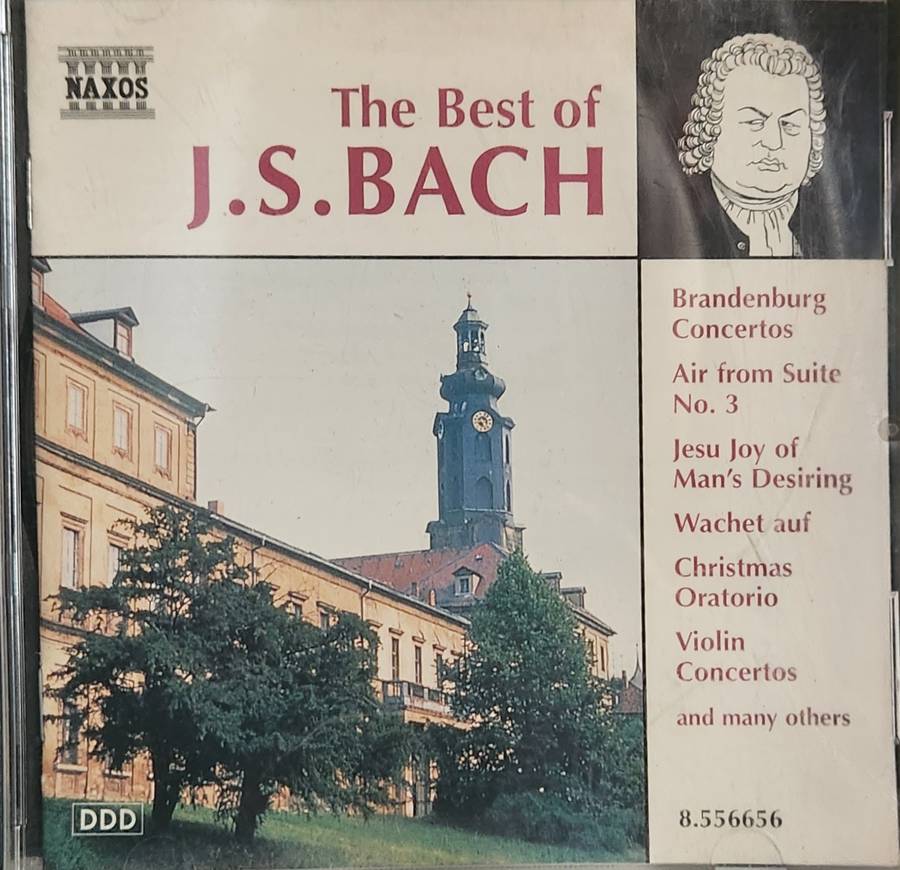 NAXOS
The Best of
J.S.BACH
Brandenburg
Concertos
Air from Suite
No. 3
Jesu Joy of
Man's Desiring
Wachet auf
Christmas
Oratorio
Violin
Concertos
and many others
DDD
8.556656